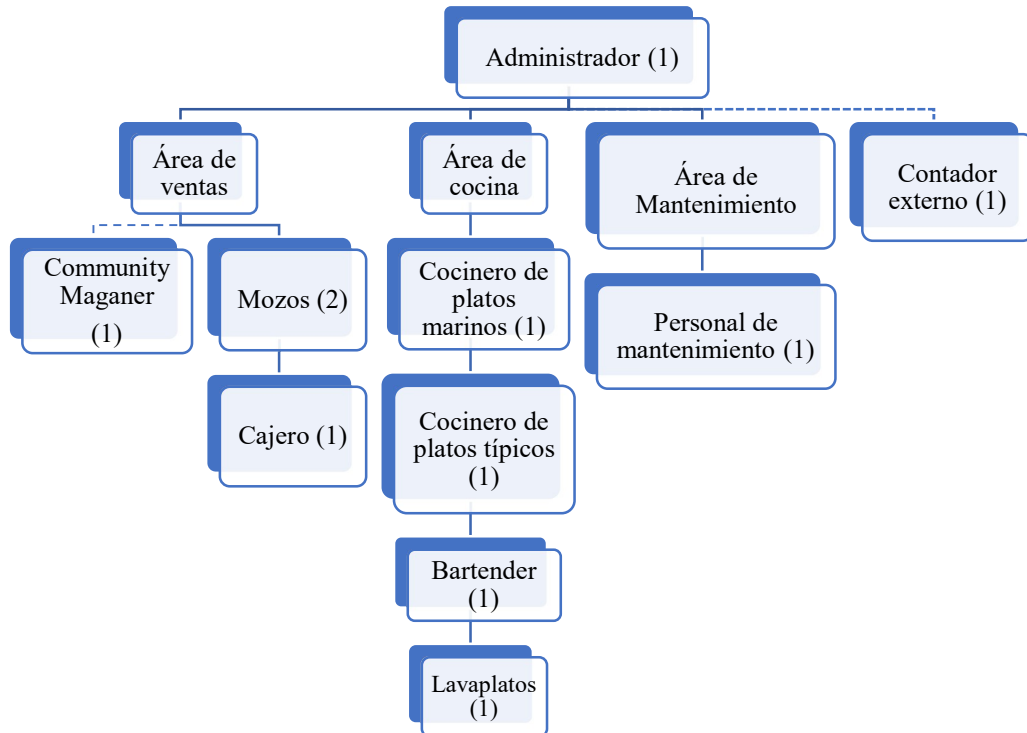 Administrador (1)
Área de
ventas
Área de
cocina
Área de
Mantenimiento
Contador
externo (1)
Community
Maganer
(1)
Mozos (2)
Cocinero de
platos
marinos (1)
Personal de
mantenimiento (1)
Cajero (1)
Cocinero de
platos típicos
(1)
Bartender
(1)
Lavaplatos
(1)